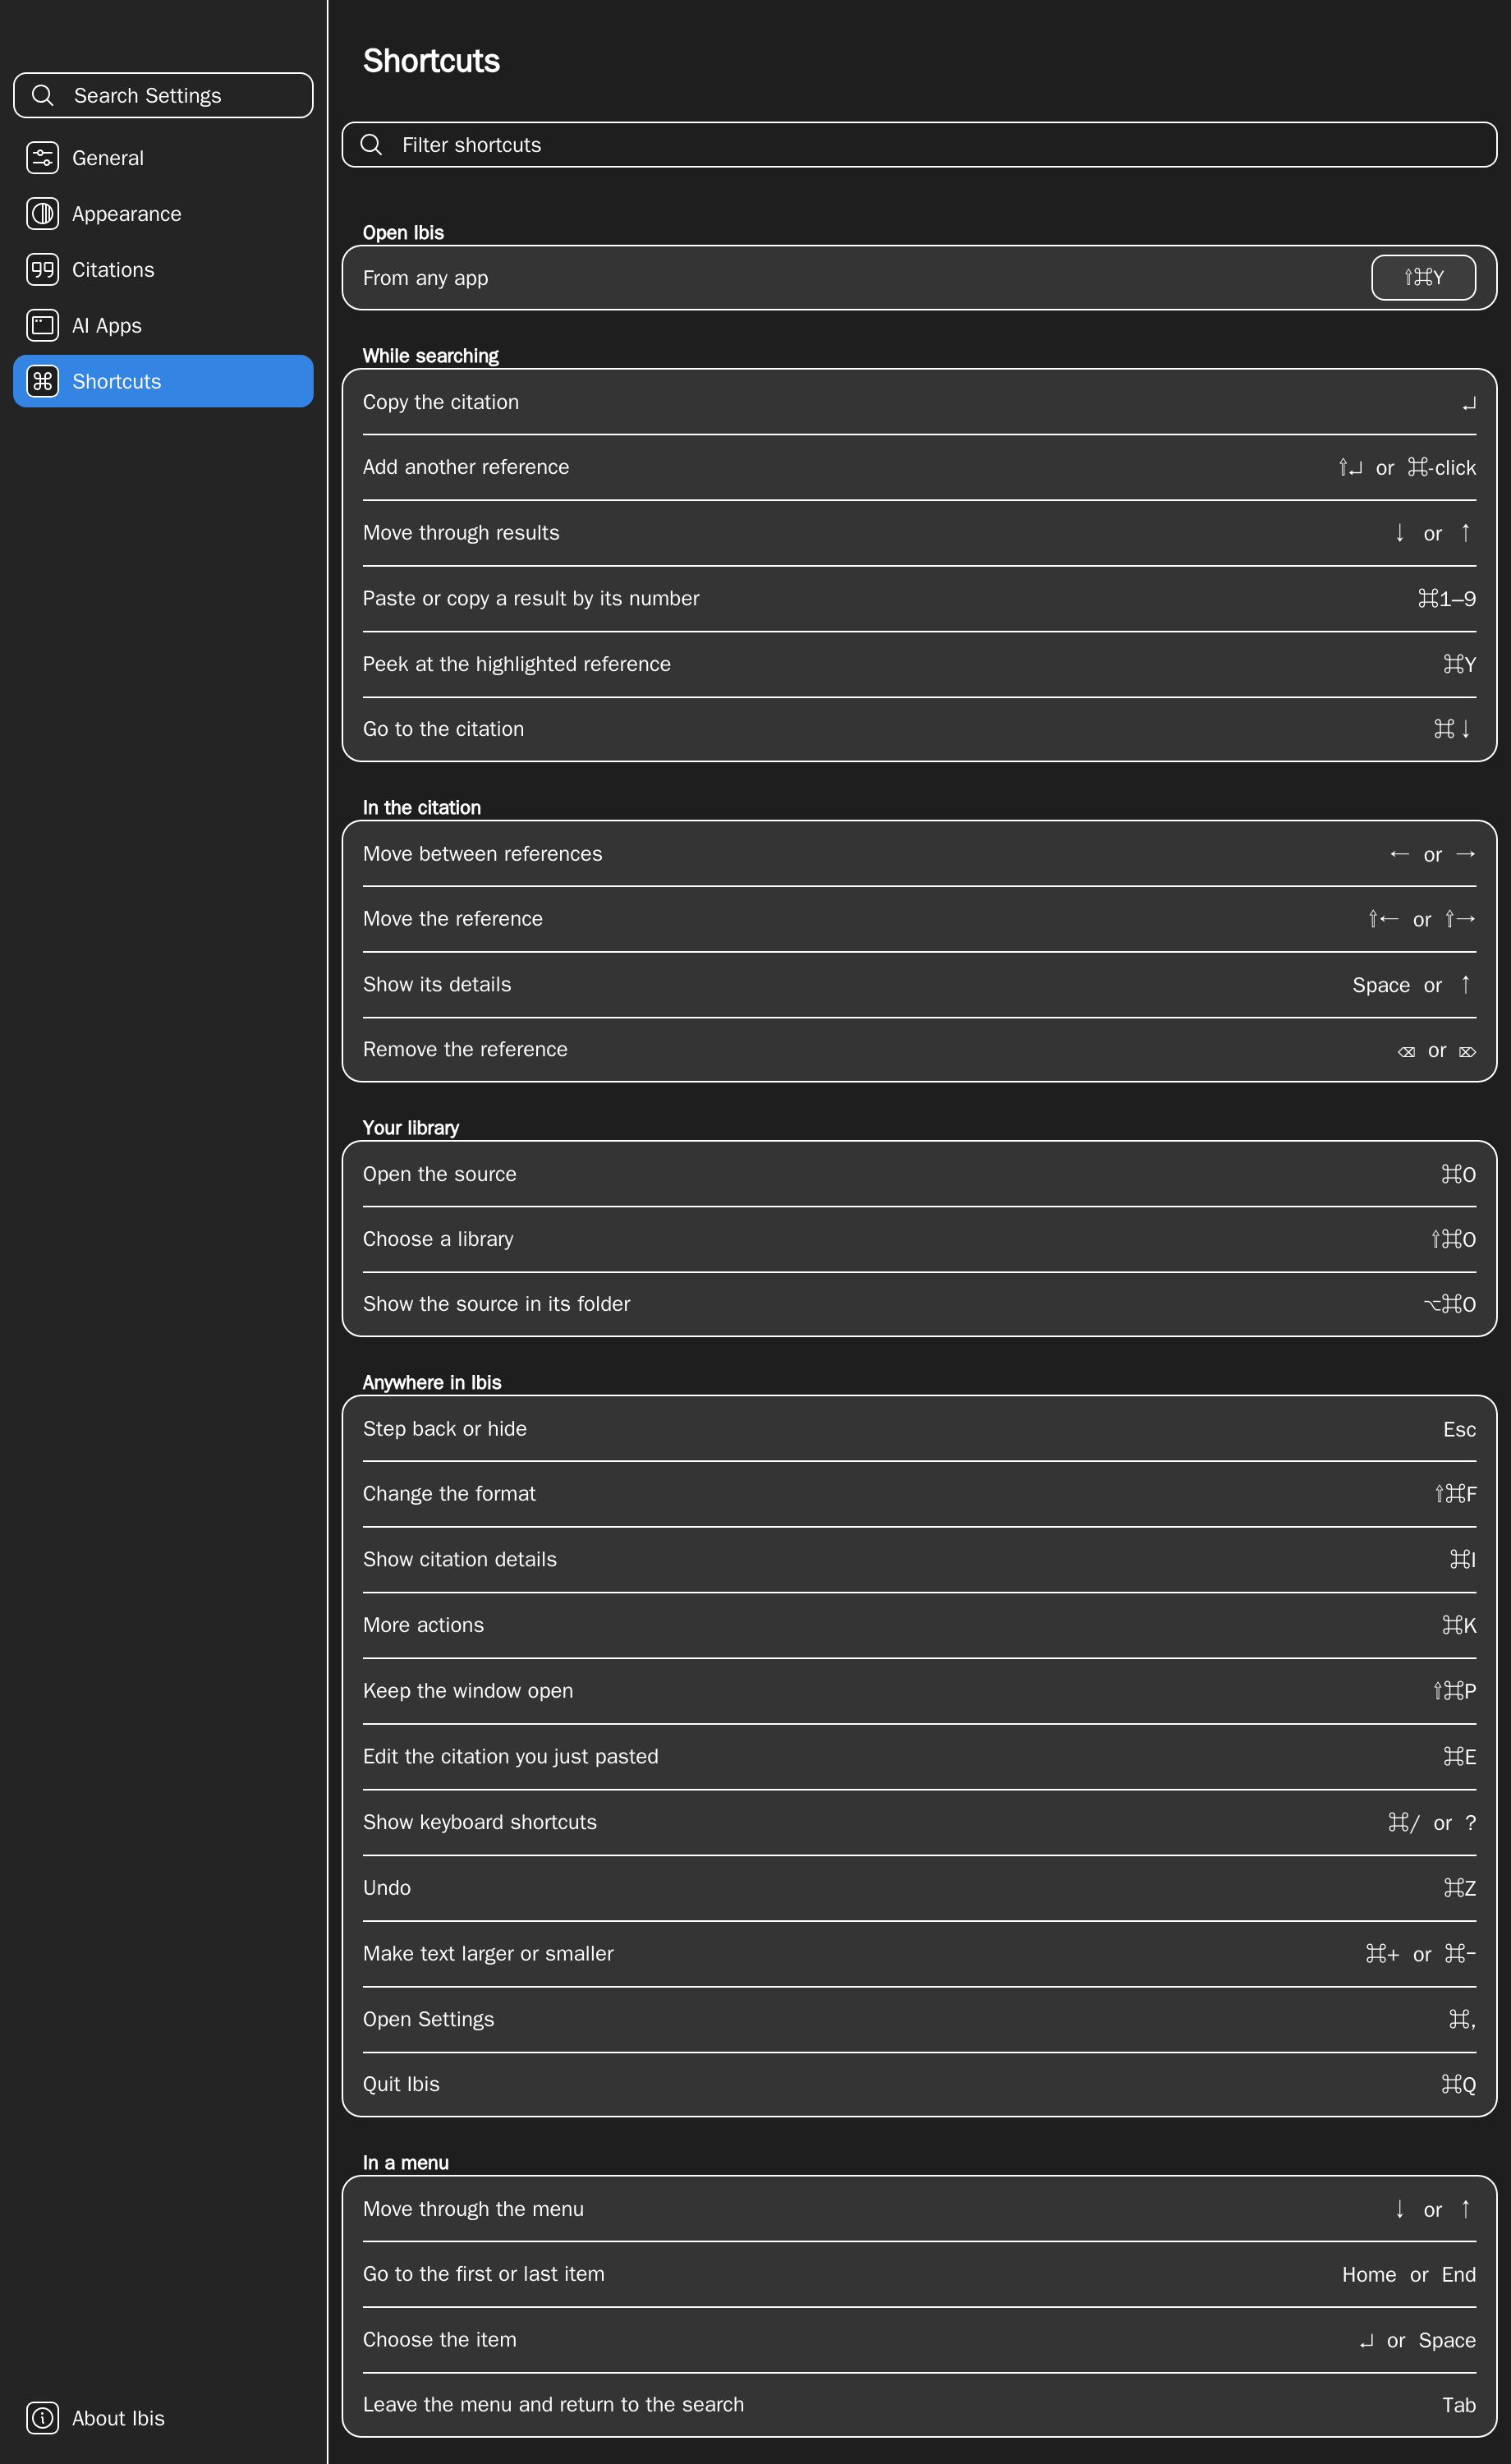 Search Settings
General
Appearance
Citations
AI Apps
Shortcuts
About Ibis
Shortcuts
Filter shortcuts
Open Ibis
From any app ⇧⌘Y
While searching
Copy the citation ↵
Add another reference ⇧↵ or ⌘-click
Move through results ↓ or ↑
Paste or copy a result by its number ⌘1–9
Peek at the highlighted reference ⌘Y
Go to the citation ⌘↓
In the citation
Move between references ← or →
Move the reference ⇧← or ⇧→
Show its details Space or ↑
Remove the reference ⌫ or ⌦
Your library
Open the source ⌘O
Choose a library ⇧⌘O
Show the source in its folder ⌥⌘O
Anywhere in Ibis
Step back or hide Esc
Change the format ⇧⌘F
Show citation details ⌘I
More actions ⌘K
Keep the window open ⇧⌘P
Edit the citation you just pasted ⌘E
Show keyboard shortcuts ⌘/ or ?
Undo ⌘Z
Make text larger or smaller ⌘+ or ⌘−
Open Settings ⌘,
Quit Ibis ⌘Q
In a menu
Move through the menu ↓ or ↑
Go to the first or last item Home or End
Choose the item ↵ or Space
Leave the menu and return to the search Tab